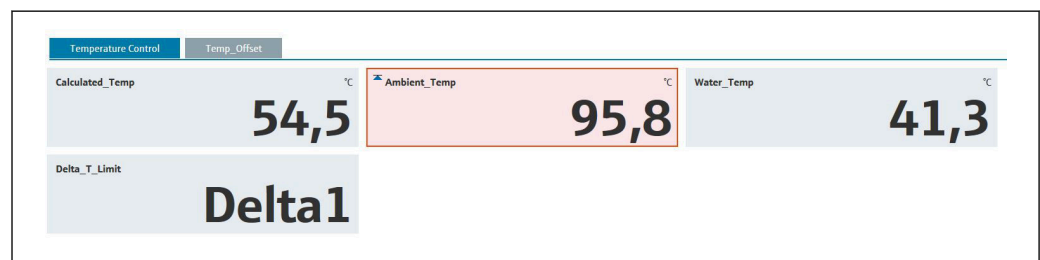 Temperature Control Temp_Offset
Calculated_Temp °C Ambient_Temp °C Water_Temp °C
54,5 95,8 41,3
Delta_T_Limit
Delta1